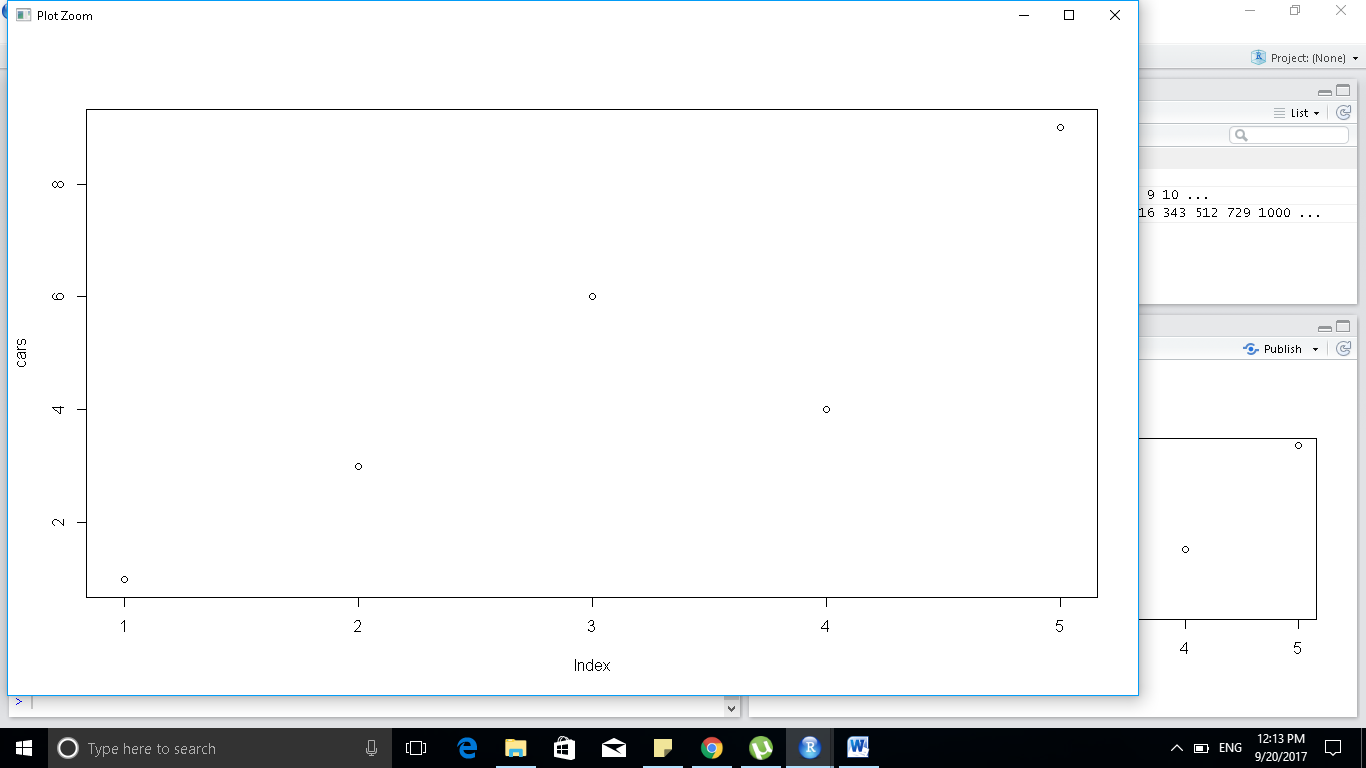 Plot Zoom
Project: (None)
List
9 10 ...
16 343 512 729 1000 ...
Publish
8
6
4
2
cars
1 2 3 4 5
Index
4 5
>
Type here to search
ENG
12:13 PM
9/20/2017